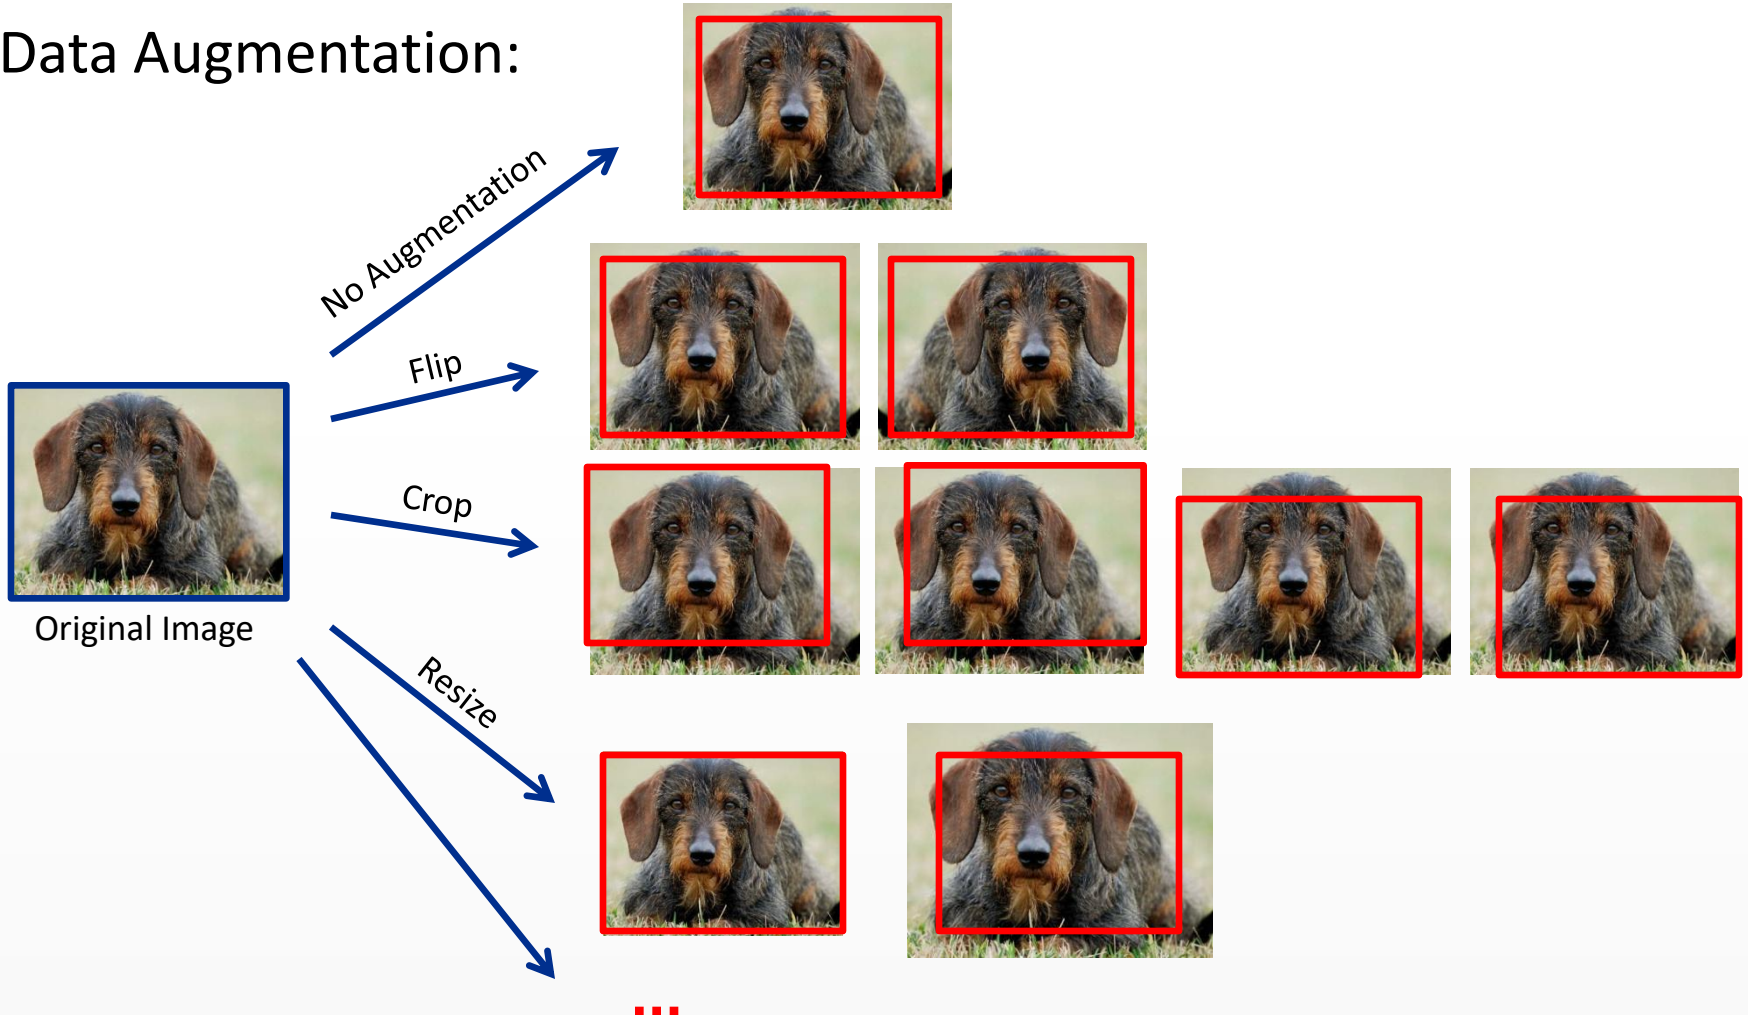 Data Augmentation:
No Augmentation
Flip
Crop
Original Image
Resize
...